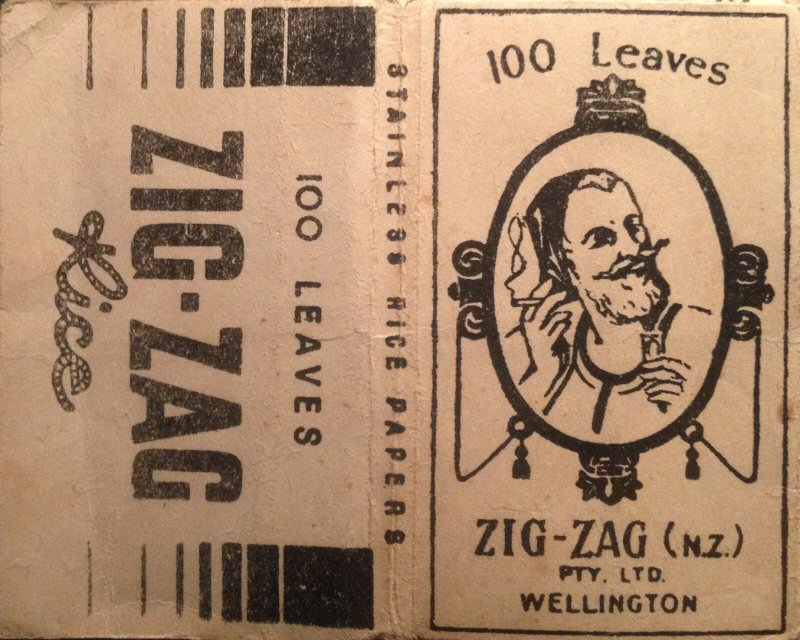 100 LEAVES
ZIG-ZAG
Rice
STAINLESS RICE PAPERS
100 Leaves
ZIG-ZAG (N.Z.)
PTY. LTD.
WELLINGTON